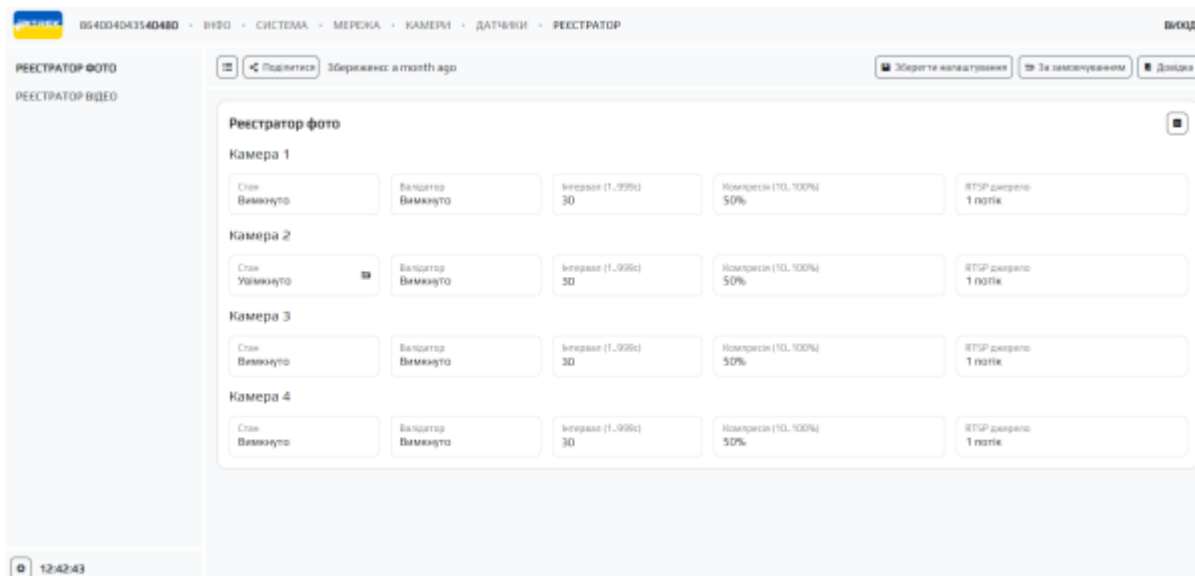 BITREK 864004043540480 · ІНФО · СИСТЕМА · МЕРЕЖА · КАМЕРИ · ДАТЧИКИ · РЕЄСТРАТОР ВИХІД
РЕЄСТРАТОР ФОТО
РЕЄСТРАТОР ВІДЕО
Поділитися Збережено: a month ago Зберегти налаштування За замовчуванням Довідка
Реєстратор фото
Камера 1
Стан Валідатор Інтервал (1..999с) Компресія (10..100%) RTSP джерело
Вимкнуто Вимкнуто 30 50% 1 потік
Камера 2
Стан Валідатор Інтервал (1..999с) Компресія (10..100%) RTSP джерело
Увімкнуто Вимкнуто 30 50% 1 потік
Камера 3
Стан Валідатор Інтервал (1..999с) Компресія (10..100%) RTSP джерело
Вимкнуто Вимкнуто 30 50% 1 потік
Камера 4
Стан Валідатор Інтервал (1..999с) Компресія (10..100%) RTSP джерело
Вимкнуто Вимкнуто 30 50% 1 потік
12:42:43